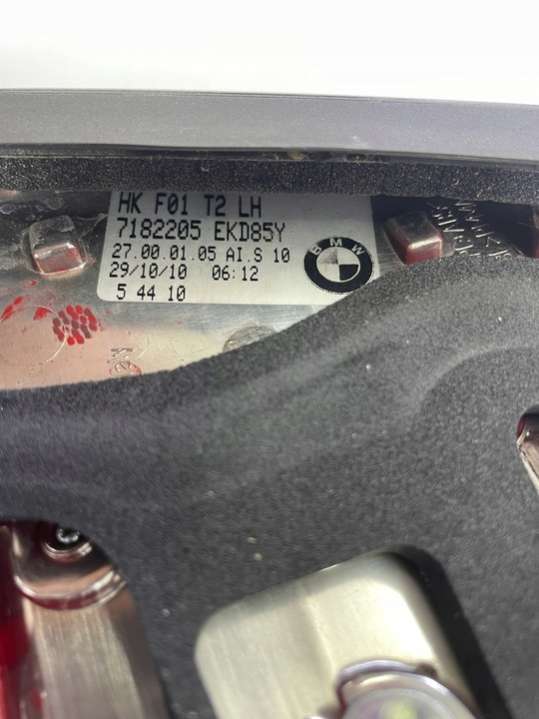 HK F01 T2 LH
7182205 EKD85Y
27.00.01.05 AI.S 10
29/10/10 06:12
5 44 10
BMW